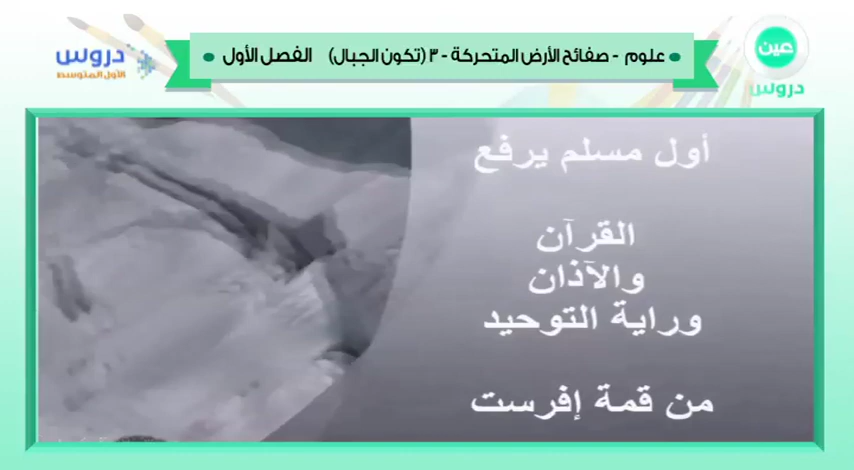 عين
دروس
علوم - صفائح الأرض المتحركة - ٣ (تكون الجبال) الفصل الأول
دروس
الأول المتوسط
أول مسلم يرفع
القرآن
والآذان
وراية التوحيد
من قمة إفرست